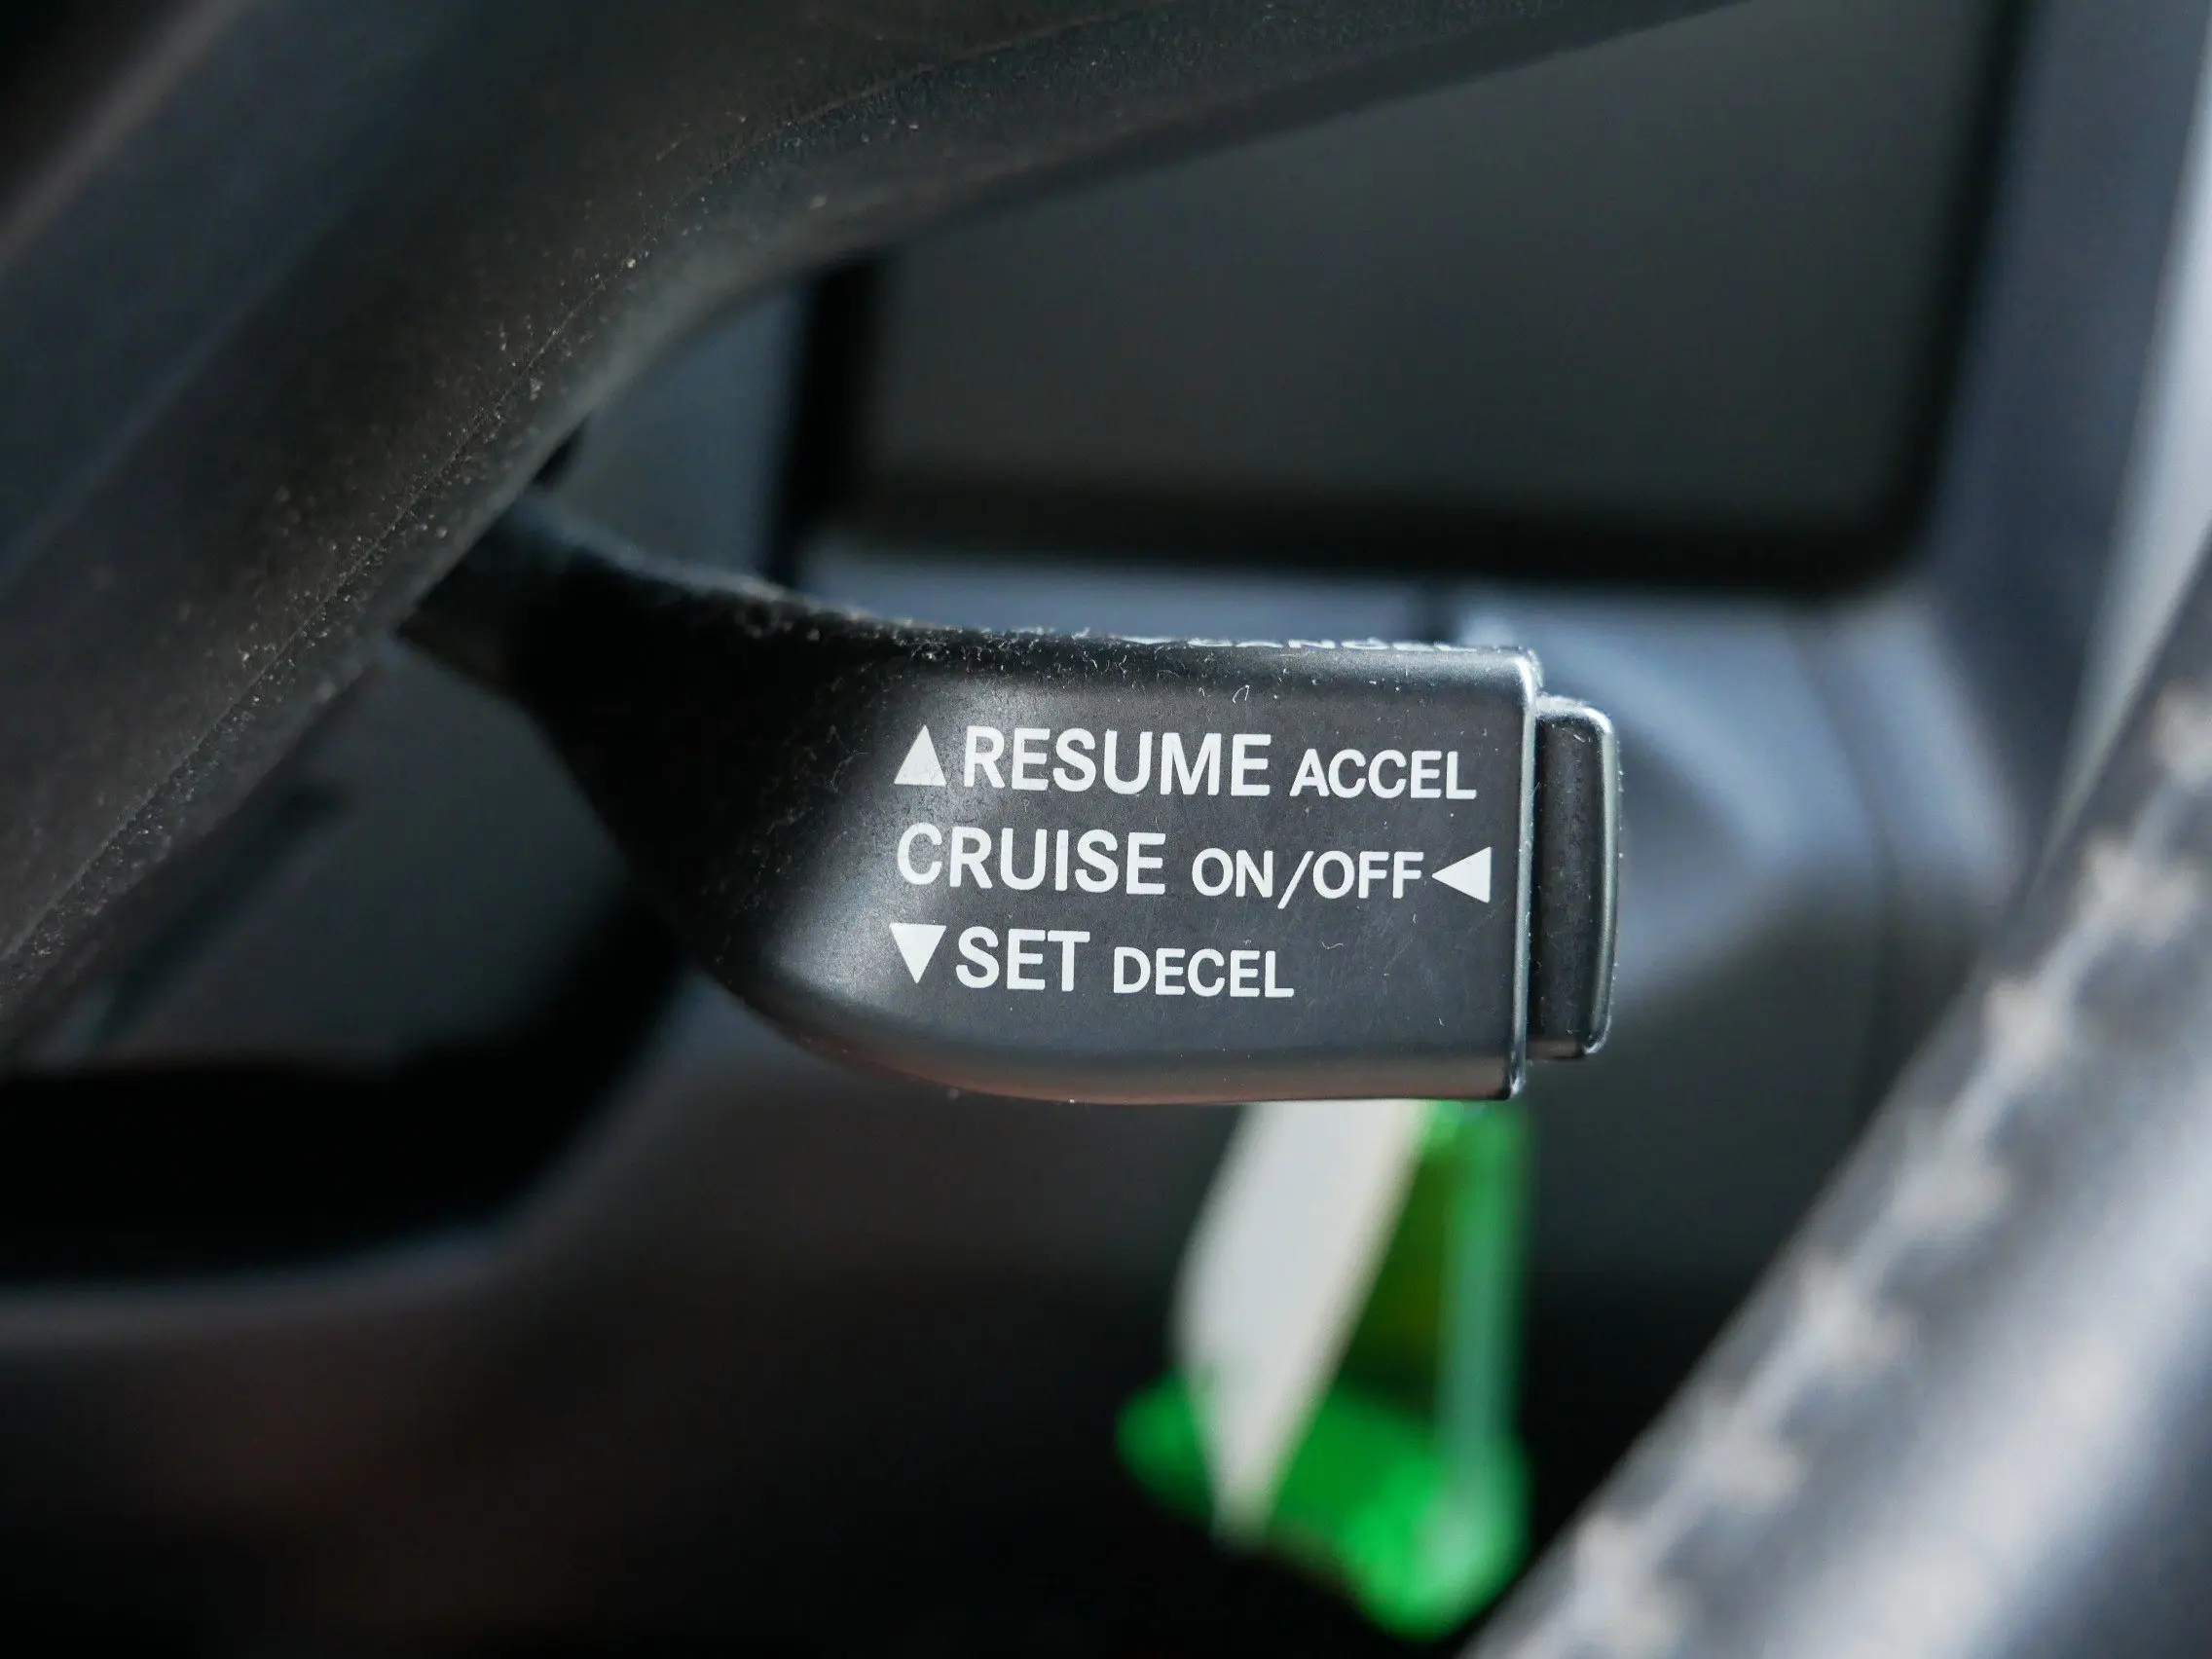 ▲RESUME ACCEL
CRUISE ON/OFF◀
▼SET DECEL